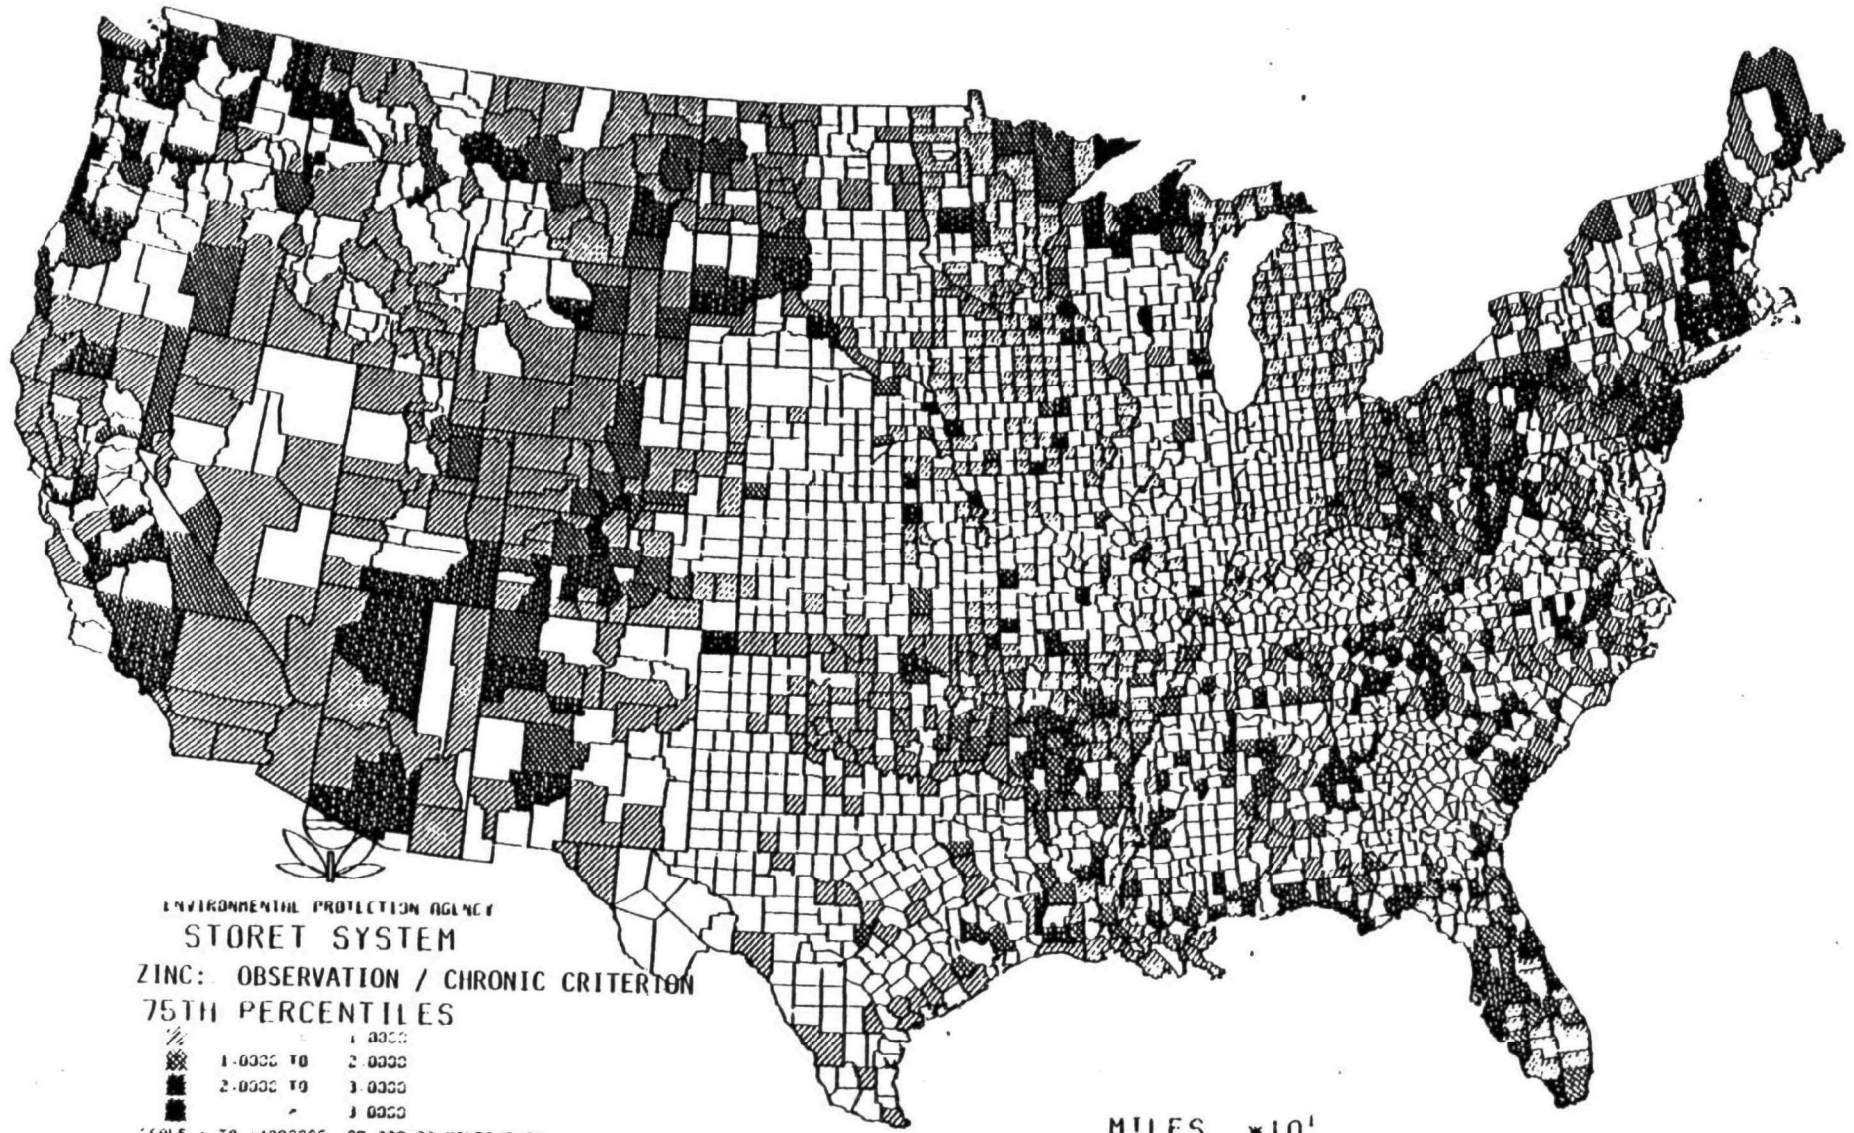 ENVIRONMENTAL PROTECTION AGENCY
STORET SYSTEM
ZINC: OBSERVATION / CHRONIC CRITERION
75TH PERCENTILES
1.0000
1.0000 TO 2.0000
2.0000 TO 3.0000
3.0000
MILES *10¹